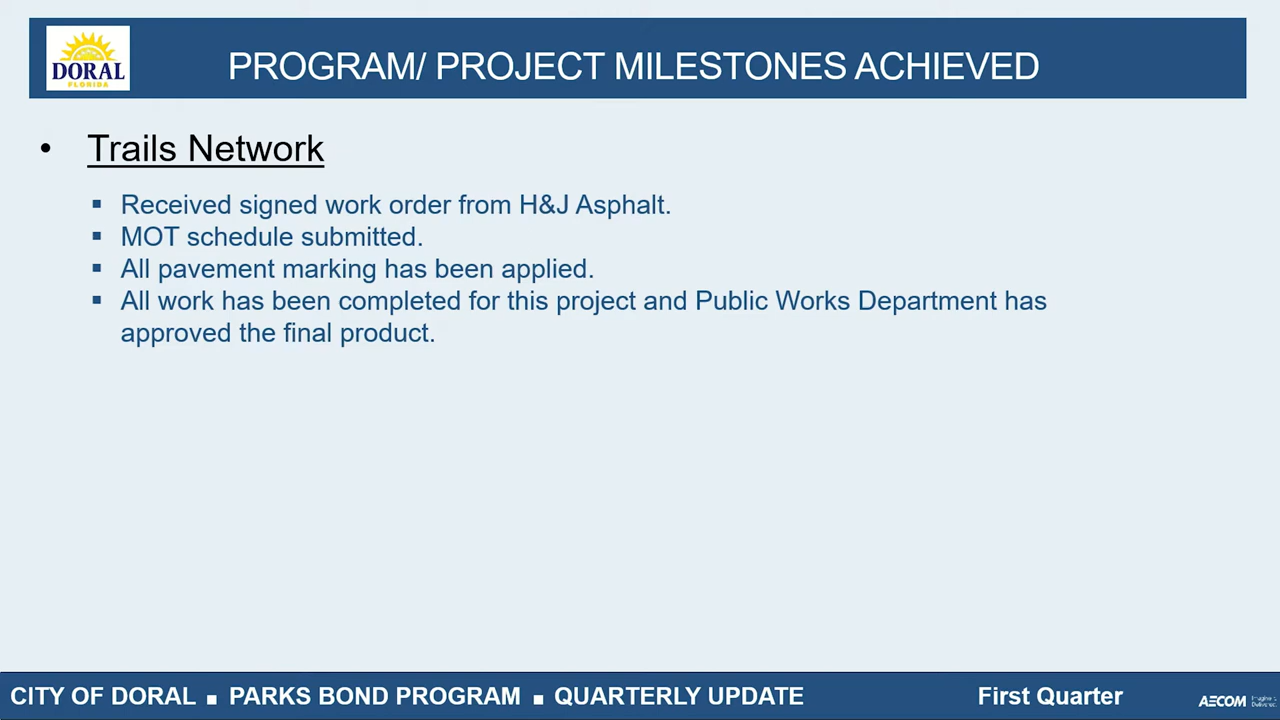 DORAL
FLORIDA
PROGRAM/ PROJECT MILESTONES ACHIEVED
• Trails Network
▪ Received signed work order from H&J Asphalt.
▪ MOT schedule submitted.
▪ All pavement marking has been applied.
▪ All work has been completed for this project and Public Works Department has
approved the final product.
CITY OF DORAL ■ PARKS BOND PROGRAM ■ QUARTERLY UPDATE First Quarter
AECOM